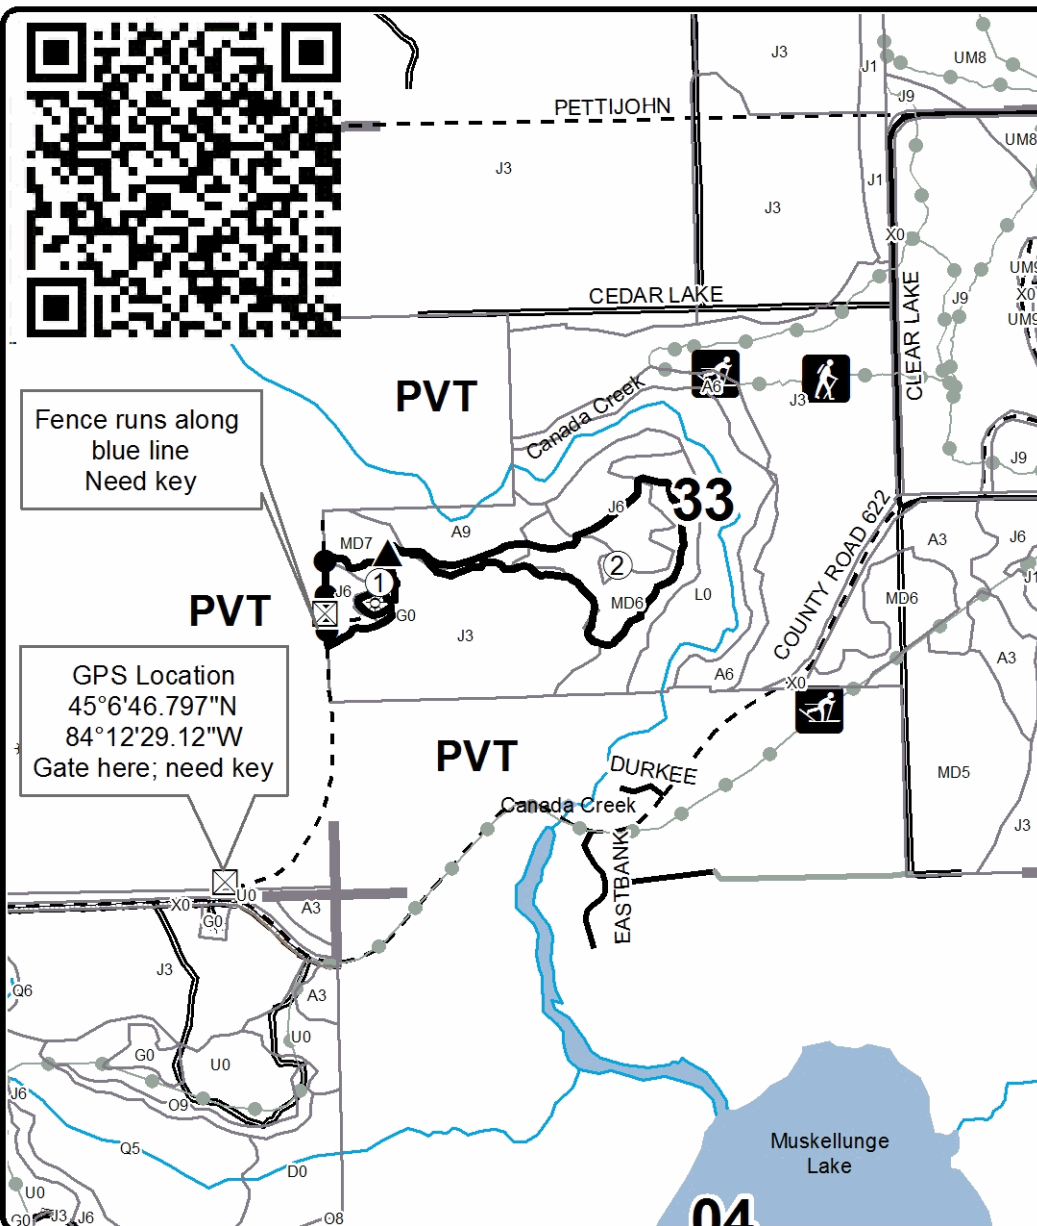 J3
UM8
J1
J9
PETTIJOHN
UM8
J3
J1
J3
X0
UM9
X0
UM9
J9
CEDAR LAKE
CLEAR LAKE
PVT
A6
J3
Canada Creek
Fence runs along
blue line
Need key
J9
33
J6
COUNTY ROAD 622
A9
MD7
A3
J6
2
1
J6
J1
MD6
MD6
L0
PVT
G0
J3
A3
A6
X0
GPS Location
45°6'46.797"N
84°12'29.12"W
Gate here; need key
PVT
DURKEE
MD5
Canada Creek
J3
EASTBANK
U0
X0
A3
G0
J3
Q6
A3
U0
G0
U0
J6
O9
Q5
Muskellunge
Lake
D0
U0
G0
J3
J6
O8
04